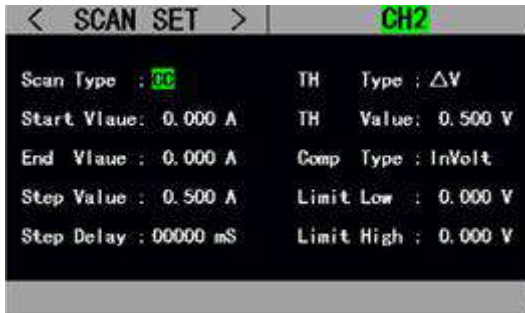 < SCAN SET > CH2
Scan Type : CC TH Type : △V
Start Vlaue: 0.000 A TH Value: 0.500 V
End Vlaue : 0.000 A Comp Type : InVolt
Step Value : 0.500 A Limit Low : 0.000 V
Step Delay : 00000 mS Limit High : 0.000 V